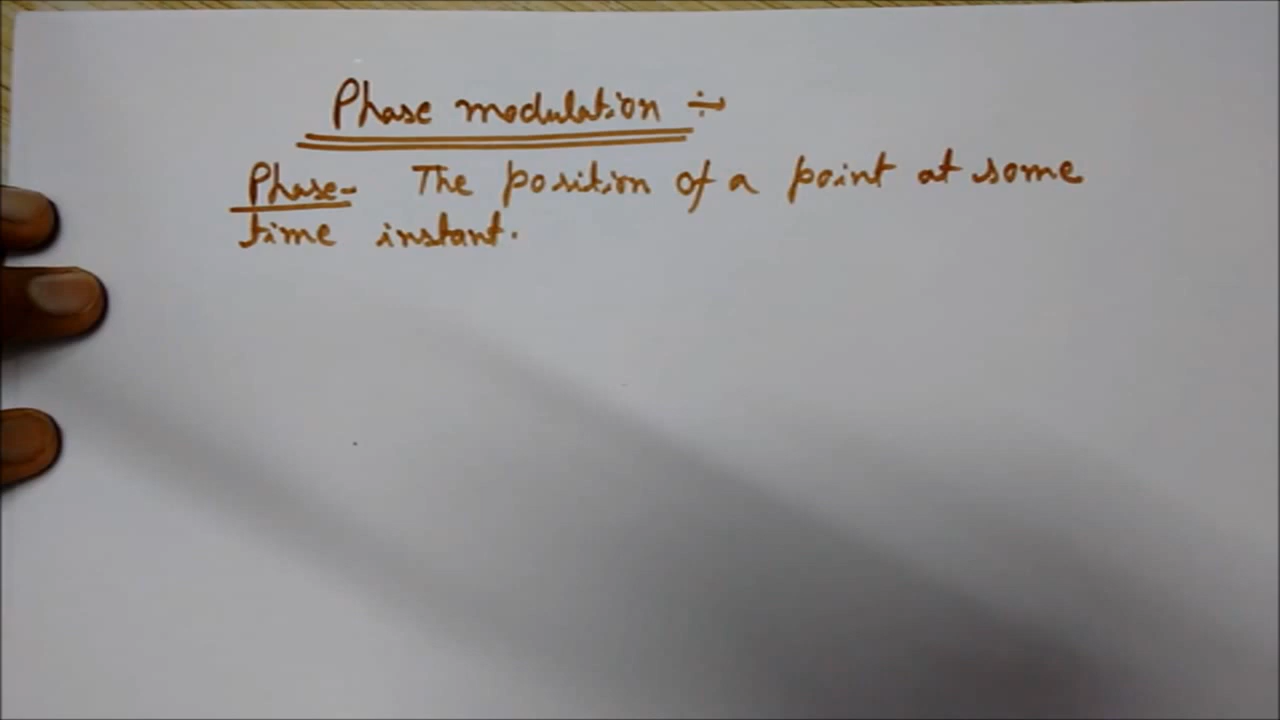 Phase modulation ÷
Phase- The position of a point at some
time instant.